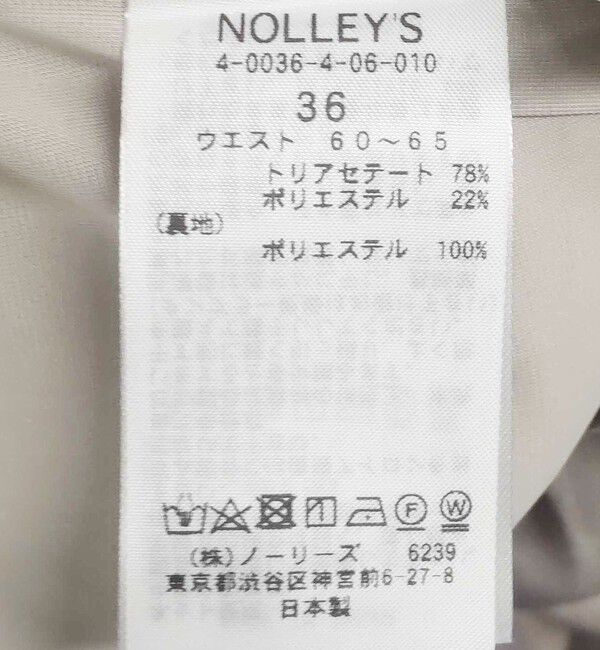 NOLLEY'S
4-0036-4-06-010
36
ウエスト 60～65
トリアセテート 78%
ポリエステル 22%
(裏地)
ポリエステル 100%
F W
(株)ノーリーズ 6239
東京都渋谷区神宮前6-27-8
日本製